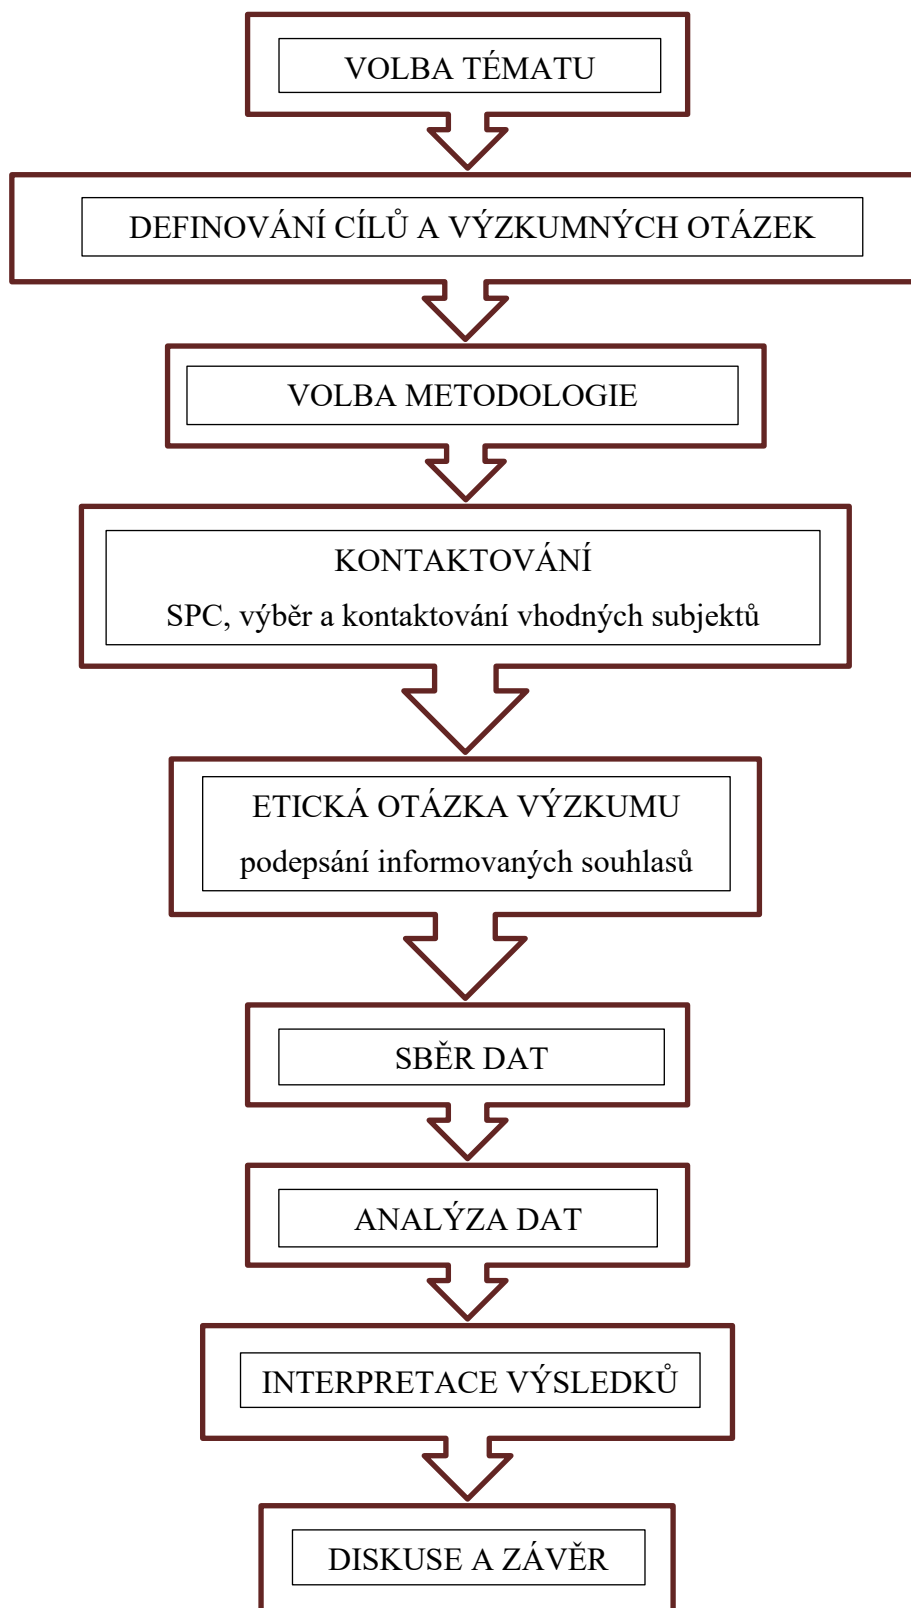 VOLBA TÉMATU
DEFINOVÁNÍ CÍLŮ A VÝZKUMNÝCH OTÁZEK
VOLBA METODOLOGIE
KONTAKTOVÁNÍ
SPC, výběr a kontaktování vhodných subjektů
ETICKÁ OTÁZKA VÝZKUMU
podepsání informovaných souhlasů
SBĚR DAT
ANALÝZA DAT
INTERPRETACE VÝSLEDKŮ
DISKUSE A ZÁVĚR